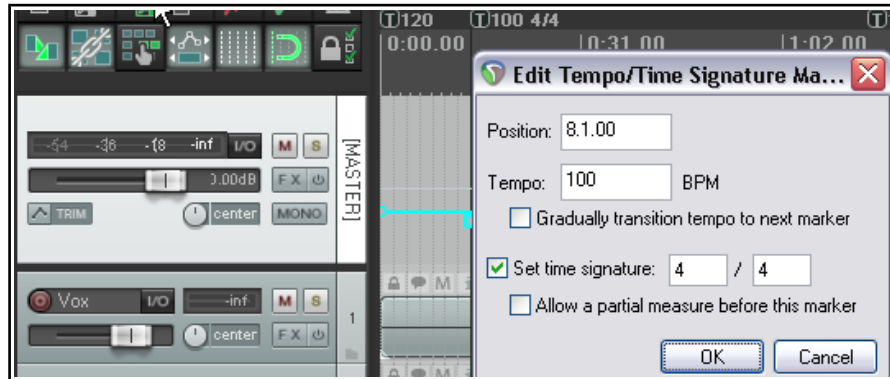 T 120 T 100 4/4 T
0:00.00 0:31.00 1:02.00
Edit Tempo/Time Signature Ma...
Position: 8.1.00
Tempo: 100 BPM
Gradually transition tempo to next marker
Set time signature: 4 / 4
Allow a partial measure before this marker
OK Cancel
-54 -36 -18 -inf I/O M S
0.00dB FX
TRIM center MONO
[MASTER]
M
Vox I/O -inf M S
center FX
1
M